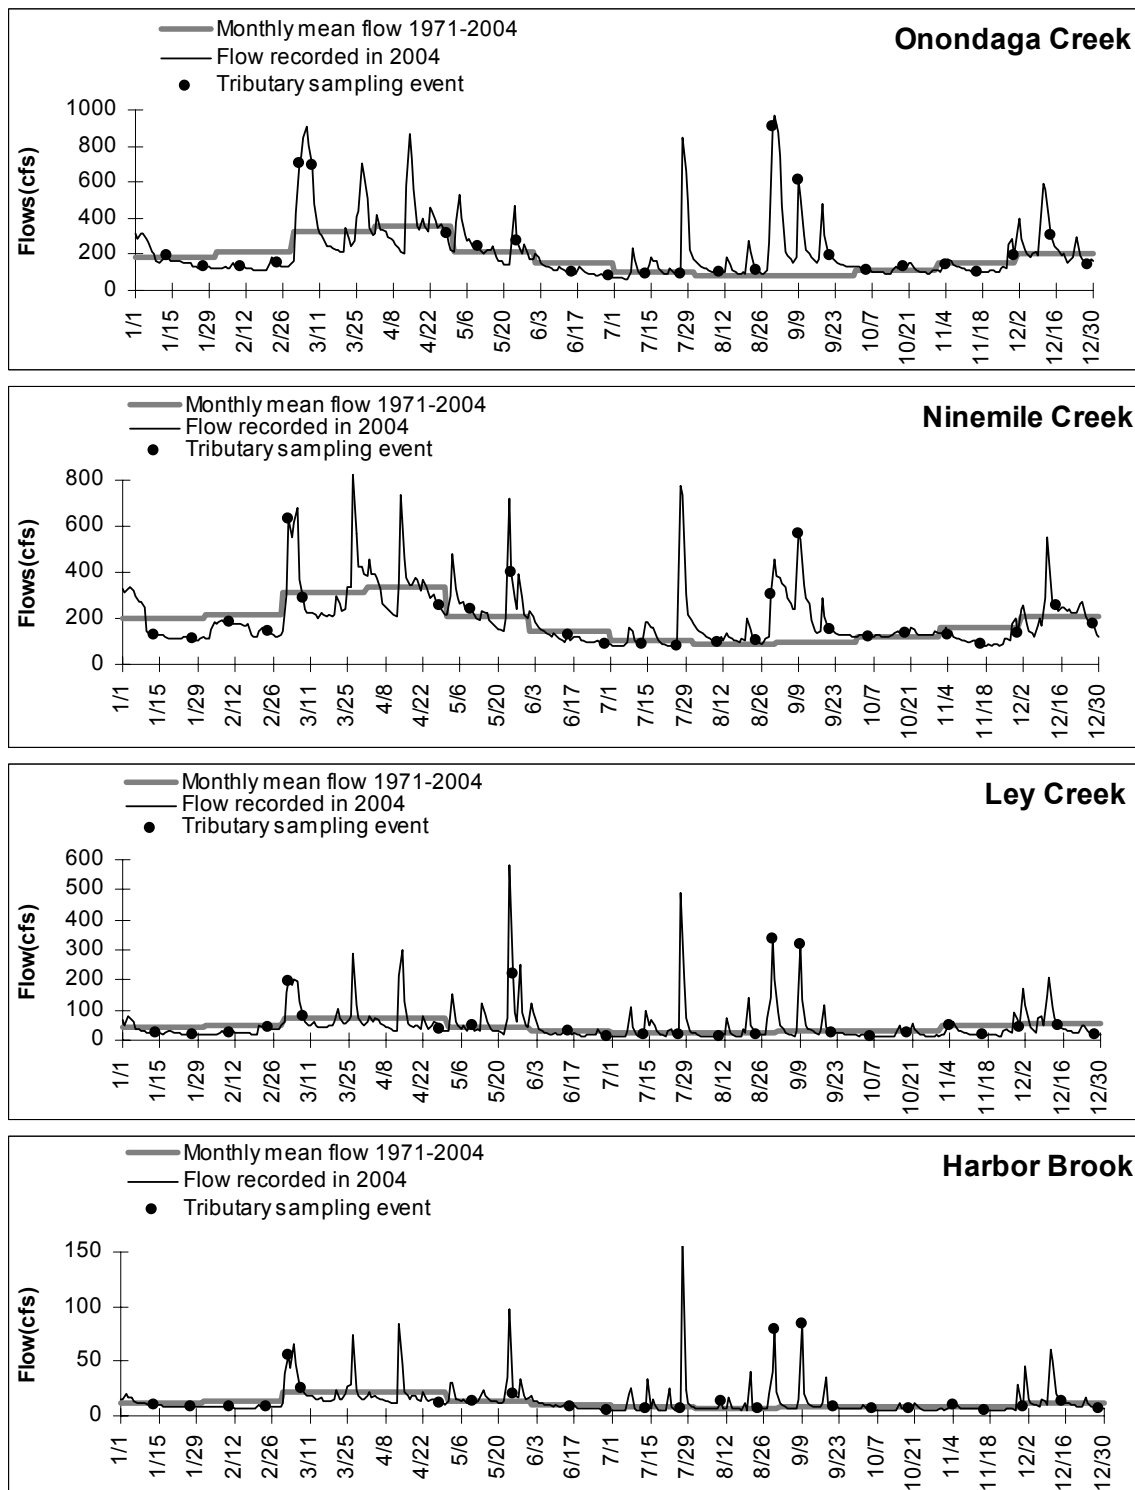 Monthly mean flow 1971-2004
Flow recorded in 2004
Tributary sampling event
Onondaga Creek
Flows(cfs)
1000
800
600
400
200
0
1/1 1/15 1/29 2/12 2/26 3/11 3/25 4/8 4/22 5/6 5/20 6/3 6/17 7/1 7/15 7/29 8/12 8/26 9/9 9/23 10/7 10/21 11/4 11/18 12/2 12/16 12/30
Monthly mean flow 1971-2004
Flow recorded in 2004
Tributary sampling event
Ninemile Creek
Flows(cfs)
800
600
400
200
0
1/1 1/15 1/29 2/12 2/26 3/11 3/25 4/8 4/22 5/6 5/20 6/3 6/17 7/1 7/15 7/29 8/12 8/26 9/9 9/23 10/7 10/21 11/4 11/18 12/2 12/16 12/30
Monthly mean flow 1971-2004
Flow recorded in 2004
Tributary sampling event
Ley Creek
Flow(cfs)
600
500
400
300
200
100
0
1/1 1/15 1/29 2/12 2/26 3/11 3/25 4/8 4/22 5/6 5/20 6/3 6/17 7/1 7/15 7/29 8/12 8/26 9/9 9/23 10/7 10/21 11/4 11/18 12/2 12/16 12/30
Monthly mean flow 1971-2004
Flow recorded in 2004
Tributary sampling event
Harbor Brook
Flow(cfs)
150
100
50
0
1/1 1/15 1/29 2/12 2/26 3/11 3/25 4/8 4/22 5/6 5/20 6/3 6/17 7/1 7/15 7/29 8/12 8/26 9/9 9/23 10/7 10/21 11/4 11/18 12/2 12/16 12/30